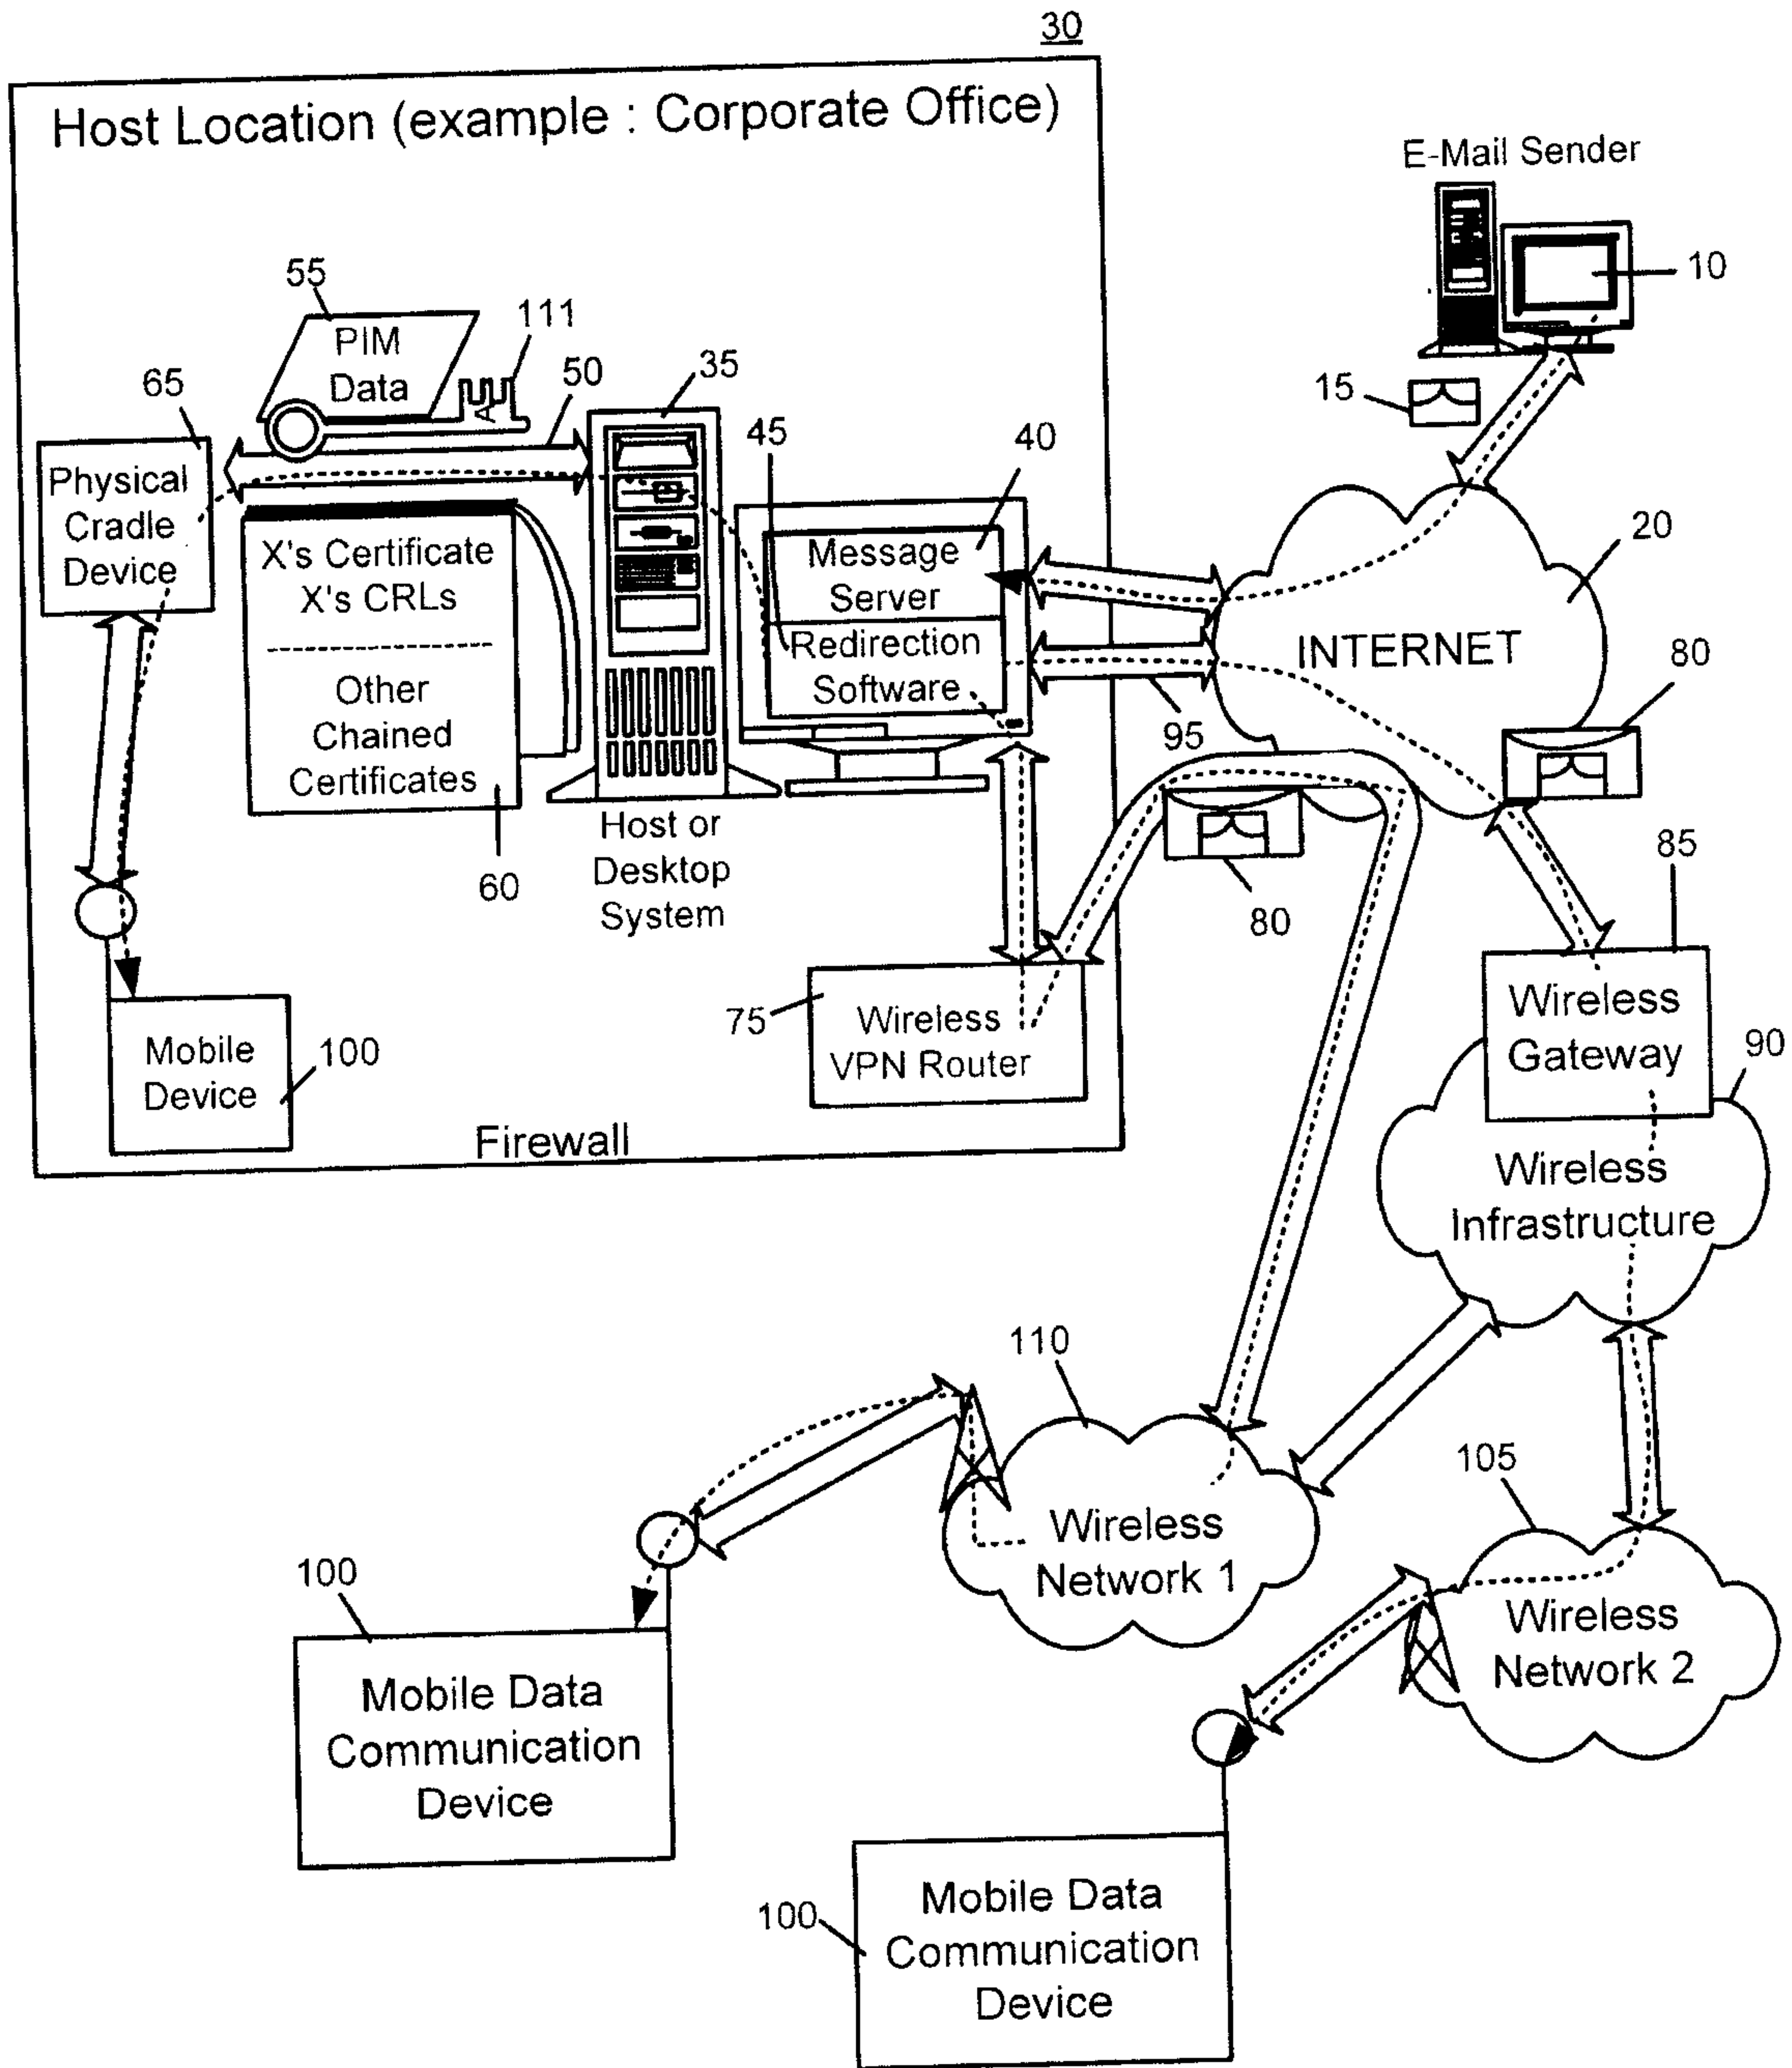 30
Host Location (example : Corporate Office)
E-Mail Sender
10
15
55
PIM
Data
111
A
50
35
65
45
40
Physical
Cradle
Device
X's Certificate
X's CRLs
Other
Chained
Certificates
60
Message
Server
Redirection
Software
20
INTERNET
80
95
Host or
Desktop
System
80
85
75
Wireless
VPN Router
Wireless
Gateway
90
Mobile
Device
100
Firewall
Wireless
Infrastructure
110
Wireless
Network 1
105
Wireless
Network 2
100
Mobile Data
Communication
Device
100
Mobile Data
Communication
Device